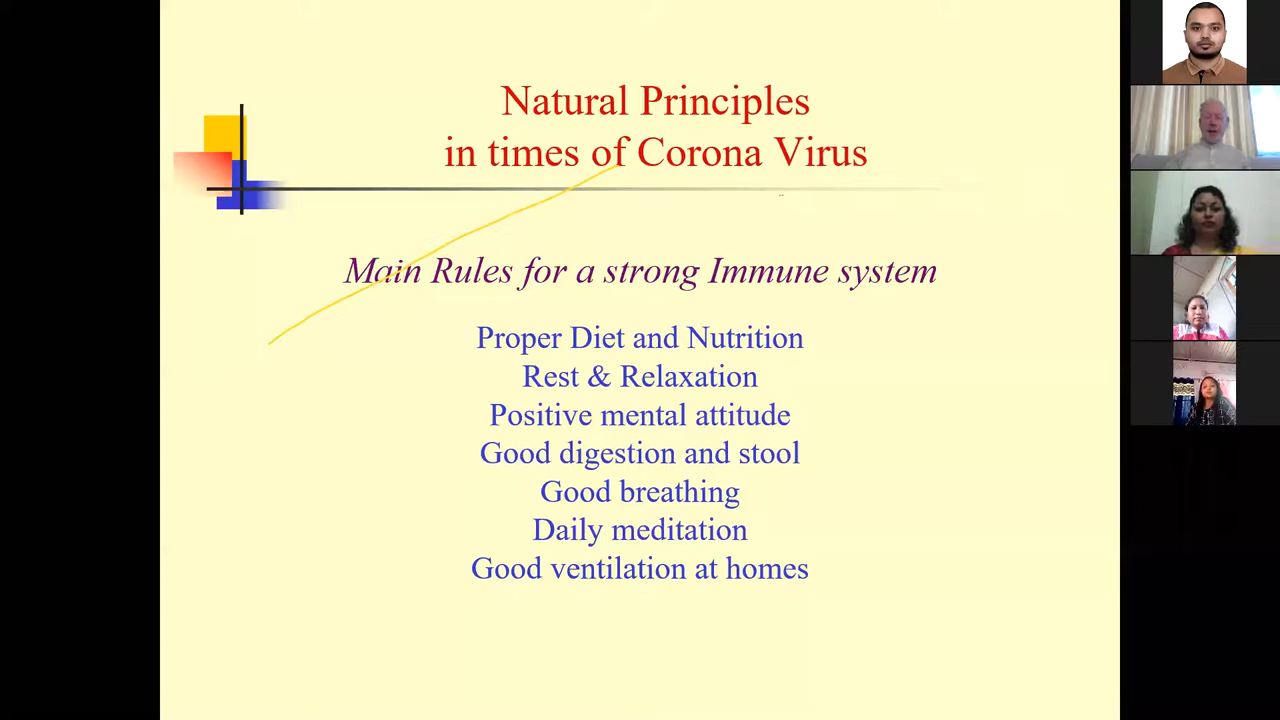 Natural Principles
in times of Corona Virus
Main Rules for a strong Immune system
Proper Diet and Nutrition
Rest & Relaxation
Positive mental attitude
Good digestion and stool
Good breathing
Daily meditation
Good ventilation at homes